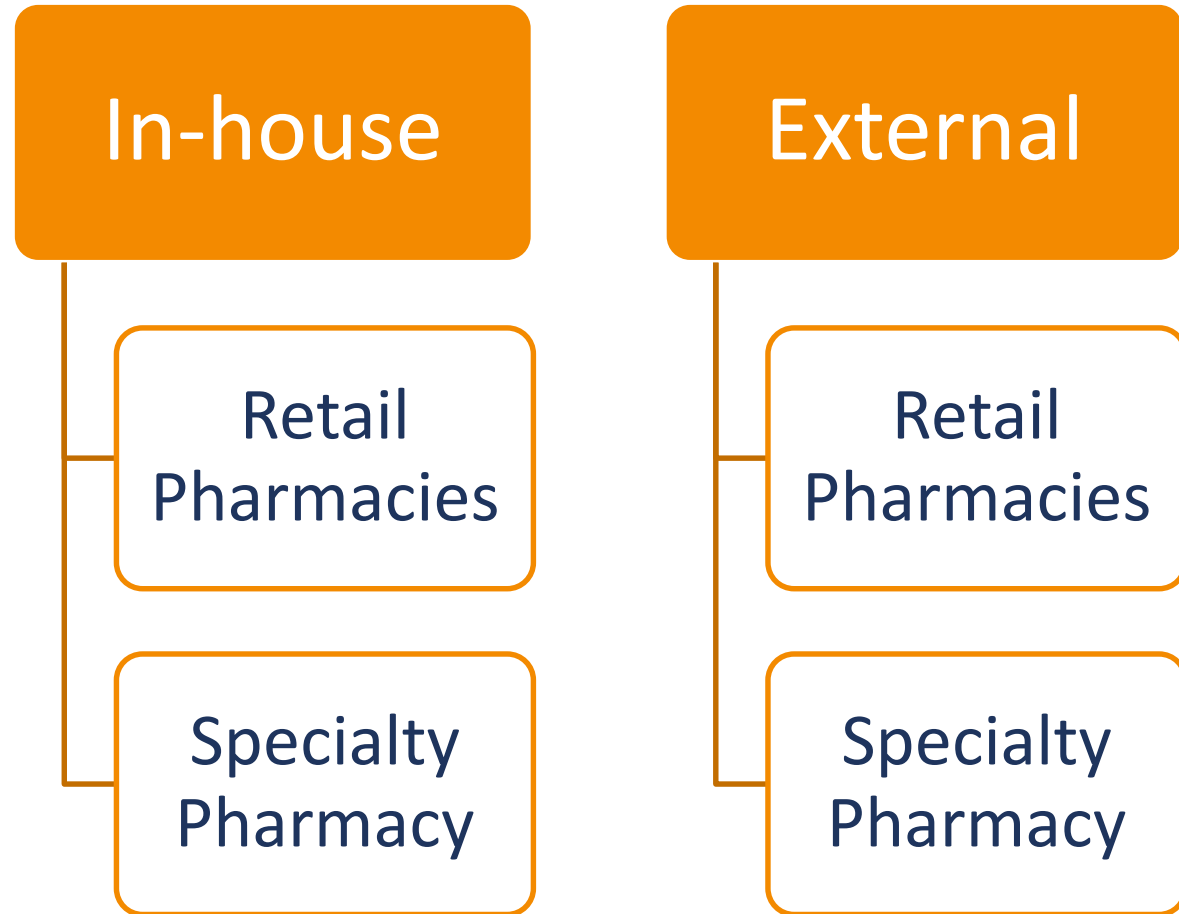 In-house
Retail
Pharmacies
Specialty
Pharmacy
External
Retail
Pharmacies
Specialty
Pharmacy